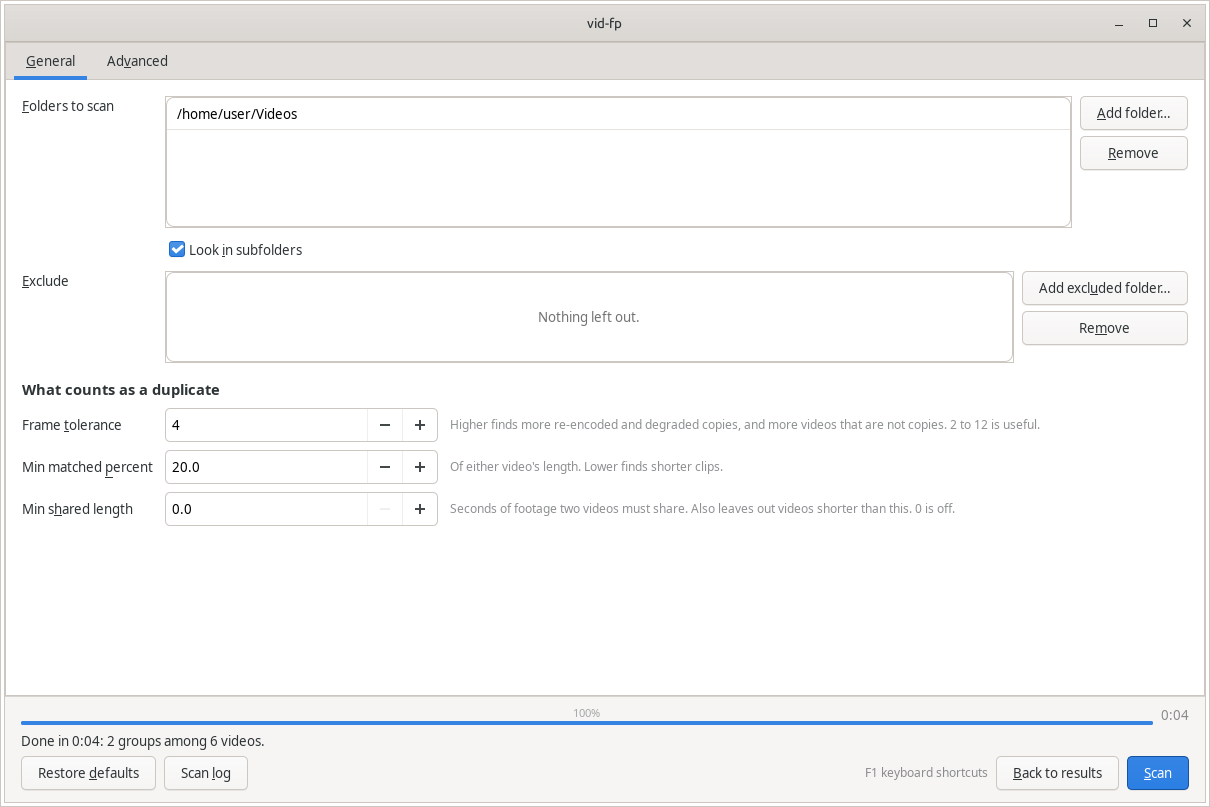 vid-fp
General Advanced
Folders to scan
/home/user/Videos
Add folder...
Remove
Look in subfolders
Exclude
Nothing left out.
Add excluded folder...
Remove
What counts as a duplicate
Frame tolerance 4 − + Higher finds more re-encoded and degraded copies, and more videos that are not copies. 2 to 12 is useful.
Min matched percent 20.0 − + Of either video's length. Lower finds shorter clips.
Min shared length 0.0 − + Seconds of footage two videos must share. Also leaves out videos shorter than this. 0 is off.
100% 0:04
Done in 0:04: 2 groups among 6 videos.
Restore defaults Scan log F1 keyboard shortcuts Back to results Scan